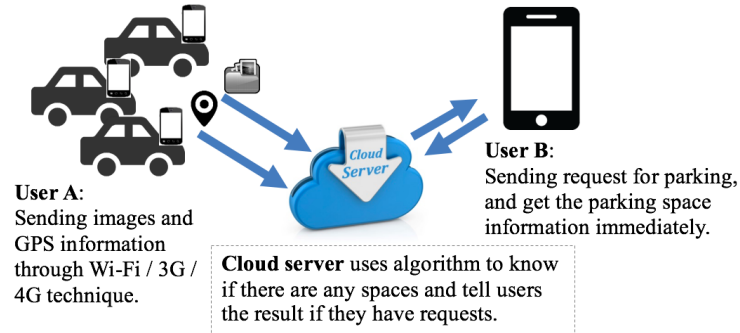 Cloud
Server
User A:
Sending images and
GPS information
through Wi-Fi / 3G /
4G technique.
User B:
Sending request for parking,
and get the parking space
information immediately.
Cloud server uses algorithm to know
if there are any spaces and tell users
the result if they have requests.